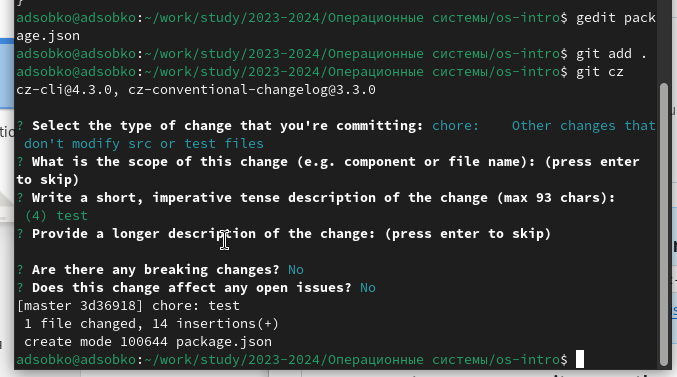 }
adsobko@adsobko:~/work/study/2023-2024/Операционные системы/os-intro$ gedit pack
age.json
adsobko@adsobko:~/work/study/2023-2024/Операционные системы/os-intro$ git add .
adsobko@adsobko:~/work/study/2023-2024/Операционные системы/os-intro$ git cz
cz-cli@4.3.0, cz-conventional-changelog@3.3.0

? Select the type of change that you're committing: chore:    Other changes that
 don't modify src or test files
? What is the scope of this change (e.g. component or file name): (press enter
to skip)
? Write a short, imperative tense description of the change (max 93 chars):
 (4) test
? Provide a longer description of the change: (press enter to skip)

? Are there any breaking changes? No
? Does this change affect any open issues? No
[master 3d36918] chore: test
 1 file changed, 14 insertions(+)
 create mode 100644 package.json
adsobko@adsobko:~/work/study/2023-2024/Операционные системы/os-intro$